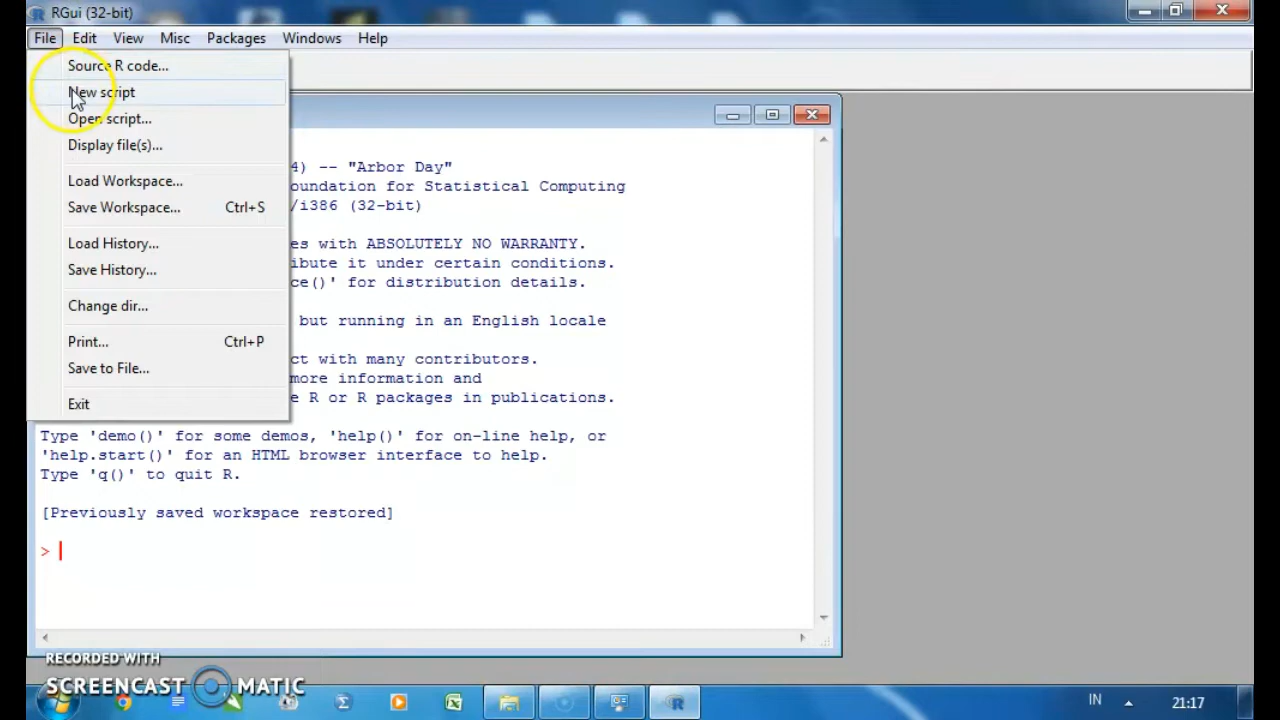 RGui (32-bit)
File Edit View Misc Packages Windows Help
Source R code...
New script
Open script...
Display file(s)...
Load Workspace...
Save Workspace... Ctrl+S
Load History...
Save History...
Change dir...
Print... Ctrl+P
Save to File...
Exit
4) -- "Arbor Day"
oundation for Statistical Computing
/i386 (32-bit)
es with ABSOLUTELY NO WARRANTY.
ibute it under certain conditions.
ce()' for distribution details.
but running in an English locale
ct with many contributors.
more information and
e R or R packages in publications.
Type 'demo()' for some demos, 'help()' for on-line help, or
'help.start()' for an HTML browser interface to help.
Type 'q()' to quit R.
[Previously saved workspace restored]
>
RECORDED WITH
SCREENCAST MATIC
IN 21:17